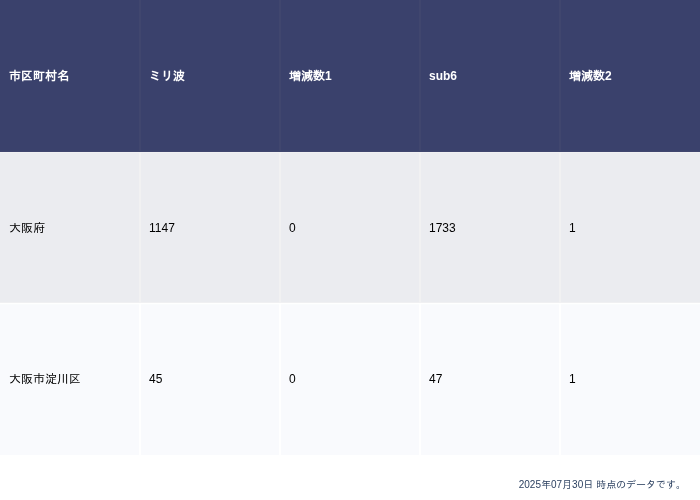 市区町村名 ミリ波 増減数1 sub6 増減数2
大阪府 1147 0 1733 1
大阪市淀川区 45 0 47 1
2025年07月30日 時点のデータです。